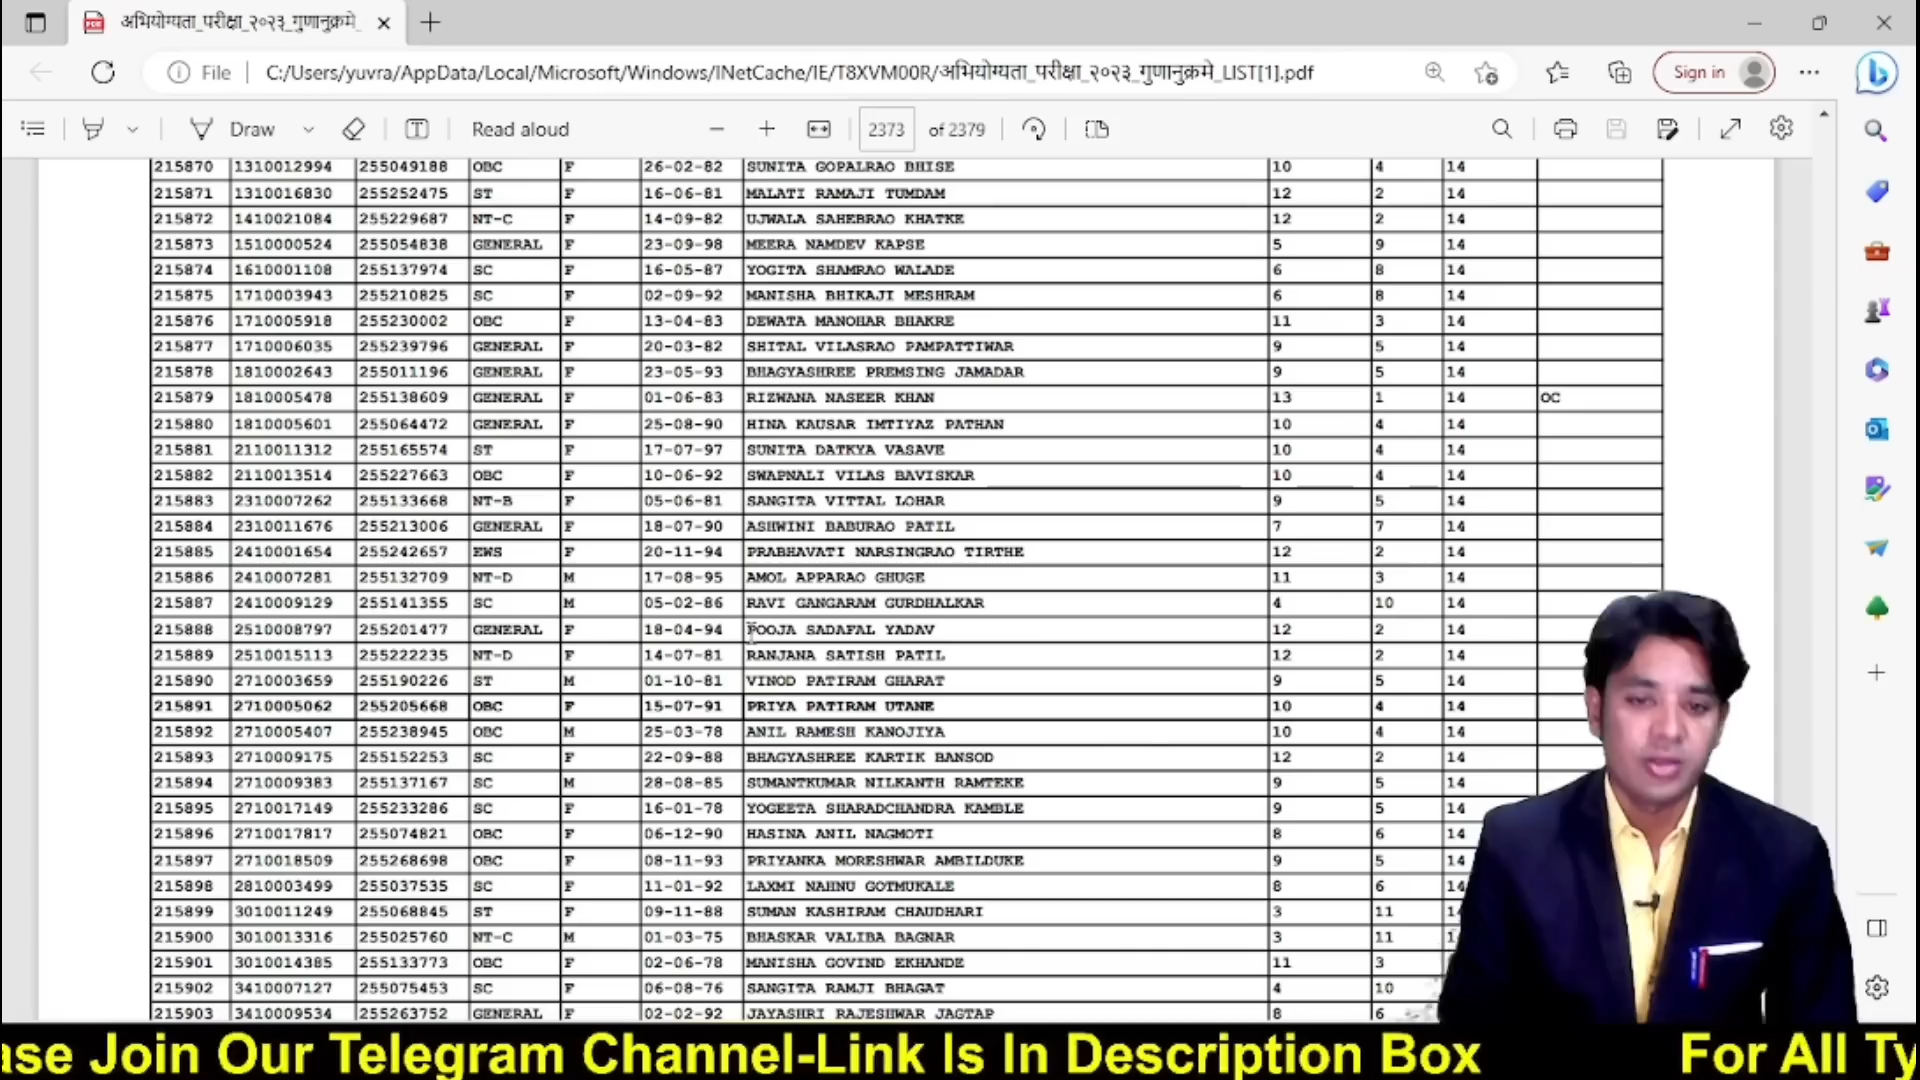 अभियोग्यता_परीक्षा_२०२३_गुणानुक्रमे_
File C:/Users/yuvra/AppData/Local/Microsoft/Windows/INetCache/IE/T8XVM00R/अभियोग्यता_परीक्षा_२०२३_गुणानुक्रमे_LIST[1].pdf Sign in
Draw Read aloud 2373 of 2379
215870 1310012994 255049188 OBC F 26-02-82 SUNITA GOPALRAO BHISE 10 4 14
215871 1310016830 255252475 ST F 16-06-81 MALATI RAMAJI TUMDAM 12 2 14
215872 1410021084 255229687 NT-C F 14-09-82 UJWALA SAHEBRAO KHATKE 12 2 14
215873 1510000524 255054838 GENERAL F 23-09-98 MEERA NAMDEV KAPSE 5 9 14
215874 1610001108 255137974 SC F 16-05-87 YOGITA SHAMRAO WALADE 6 8 14
215875 1710003943 255210825 SC F 02-09-92 MANISHA BHIKAJI MESHRAM 6 8 14
215876 1710005918 255230002 OBC F 13-04-83 DEWATA MANOHAR BHAKRE 11 3 14
215877 1710006035 255239796 GENERAL F 20-03-82 SHITAL VILASRAO PAMPATTIWAR 9 5 14
215878 1810002643 255011196 GENERAL F 23-05-93 BHAGYASHREE PREMSING JAMADAR 9 5 14
215879 1810005478 255138609 GENERAL F 01-06-83 RIZWANA NASEER KHAN 13 1 14 OC
215880 1810005601 255064472 GENERAL F 25-08-90 HINA KAUSAR IMTIYAZ PATHAN 10 4 14
215881 2110011312 255165574 ST F 17-07-97 SUNITA DATKYA VASAVE 10 4 14
215882 2110013514 255227663 OBC F 10-06-92 SWAPNALI VILAS BAVISKAR 10 4 14
215883 2310007262 255133668 NT-B F 05-06-81 SANGITA VITTAL LOHAR 9 5 14
215884 2310011676 255213006 GENERAL F 18-07-90 ASHWINI BABURAO PATIL 7 7 14
215885 2410001654 255242657 EWS F 20-11-94 PRABHAVATI NARSINGRAO TIRTHE 12 2 14
215886 2410007281 255132709 NT-D M 17-08-95 AMOL APPARAO GHUGE 11 3 14
215887 2410009129 255141355 SC M 05-02-86 RAVI GANGARAM GURDHALKAR 4 10 14
215888 2510008797 255201477 GENERAL F 18-04-94 POOJA SADAFAL YADAV 12 2 14
215889 2510015113 255222235 NT-D F 14-07-81 RANJANA SATISH PATIL 12 2 14
215890 2710003659 255190226 ST M 01-10-81 VINOD PATIRAM GHARAT 9 5 14
215891 2710005062 255205668 OBC F 15-07-91 PRIYA PATIRAM UTANE 10 4 14
215892 2710005407 255238945 OBC M 25-03-78 ANIL RAMESH KANOJIYA 10 4 14
215893 2710009175 255152253 SC F 22-09-88 BHAGYASHREE KARTIK BANSOD 12 2 14
215894 2710009383 255137167 SC M 28-08-85 SUMANTKUMAR NILKANTH RAMTEKE 9 5 14
215895 2710017149 255233286 SC F 16-01-78 YOGEETA SHARADCHANDRA KAMBLE 9 5 14
215896 2710017817 255074821 OBC F 06-12-90 HASINA ANIL NAGMOTI 8 6 14
215897 2710018509 255268698 OBC F 08-11-93 PRIYANKA MORESHWAR AMBILDUKE 9 5 14
215898 2810003499 255037535 SC F 11-01-92 LAXMI NAHNU GOTMUKALE 8 6 14
215899 3010011249 255068845 ST F 09-11-88 SUMAN KASHIRAM CHAUDHARI 3 11 14
215900 3010013316 255025760 NT-C M 01-03-75 BHASKAR VALIBA BAGNAR 3 11
215901 3010014385 255133773 OBC F 02-06-78 MANISHA GOVIND EKHANDE 11 3
215902 3410007127 255075453 SC F 06-08-76 SANGITA RAMJI BHAGAT 4 10
215903 3410009534 255263752 GENERAL F 02-02-92 JAYASHRI RAJESHWAR JAGTAP 8 6
ase Join Our Telegram Channel-Link Is In Description Box For All Ty